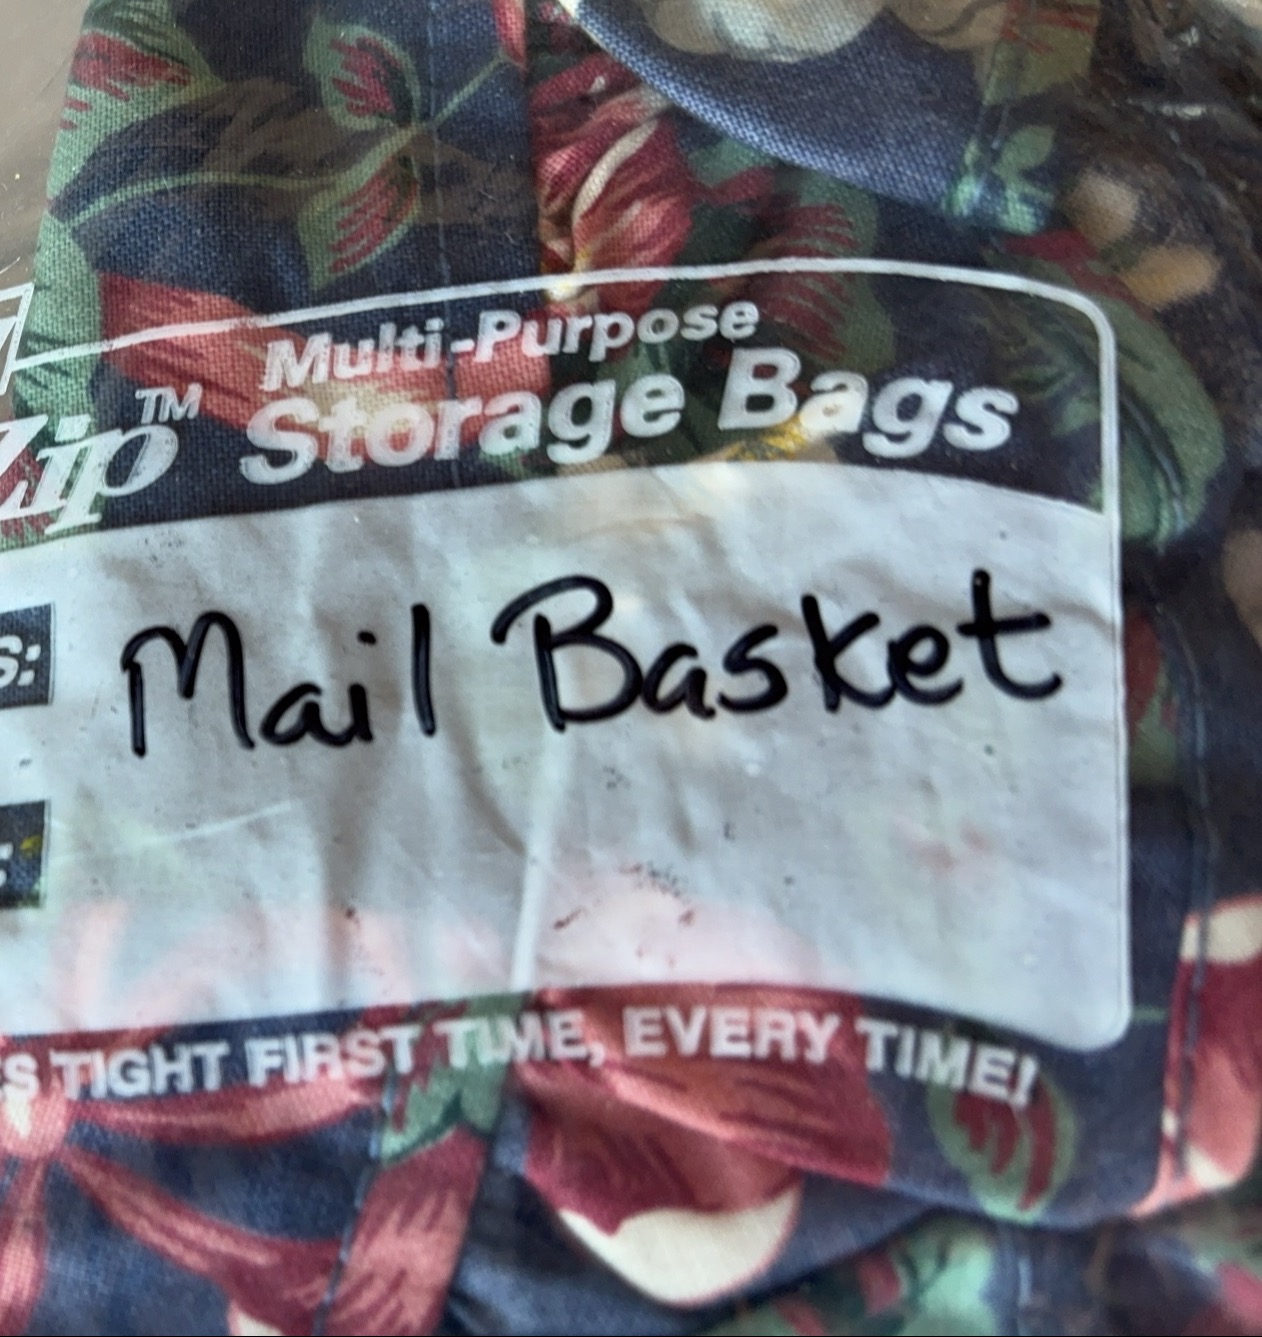 Multi-Purpose
Zip™ Storage Bags
Mail Basket
TIGHT FIRST TIME, EVERY TIME!